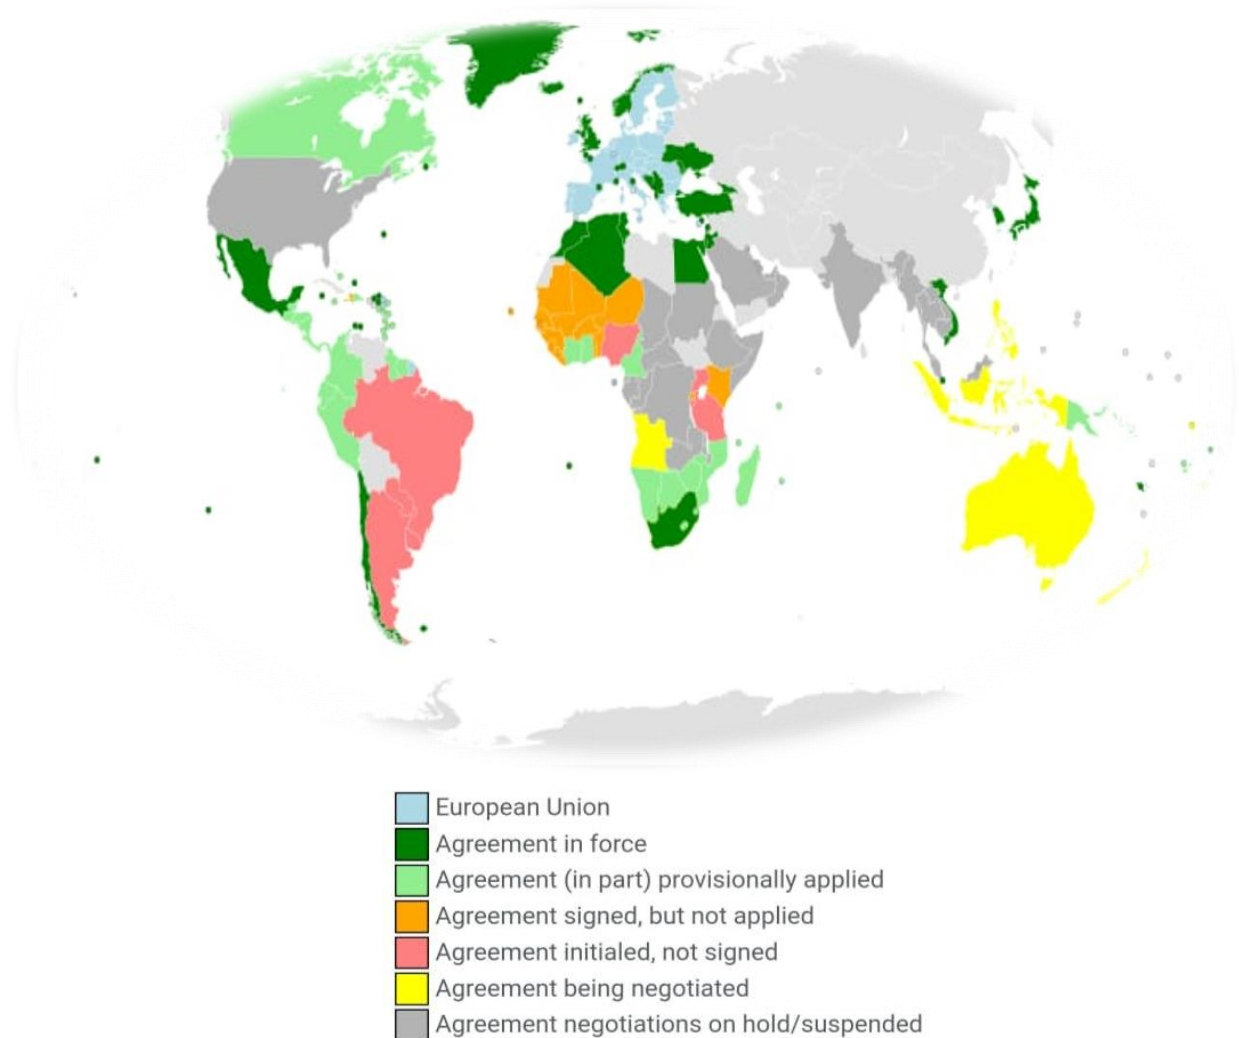 European Union
Agreement in force
Agreement (in part) provisionally applied
Agreement signed, but not applied
Agreement initialed, not signed
Agreement being negotiated
Agreement negotiations on hold/suspended